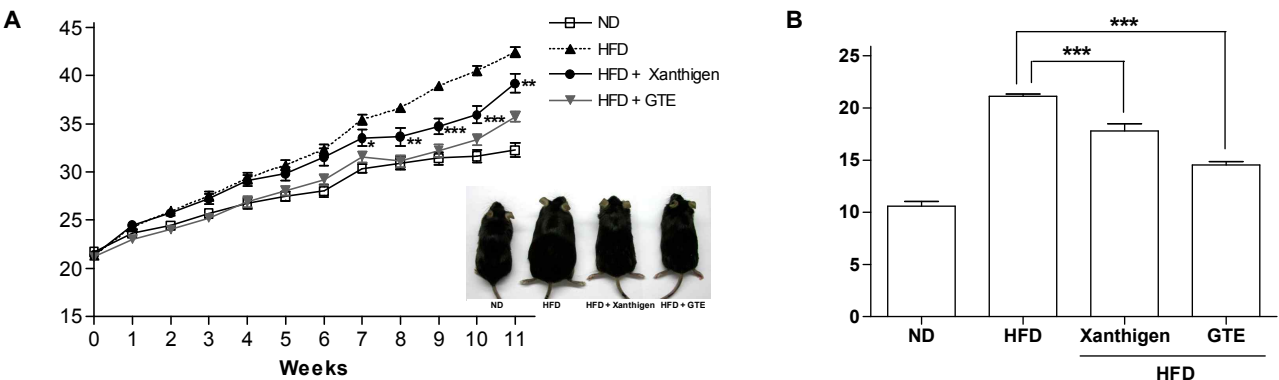 A
45
40
35
30
25
20
15
0 1 2 3 4 5 6 7 8 9 10 11
Weeks
ND
HFD
HFD + Xanthigen
HFD + GTE
*
**
***
***
**
ND HFD HFD + Xanthigen HFD + GTE
B
***
***
25
20
15
10
5
0
ND HFD Xanthigen GTE
HFD